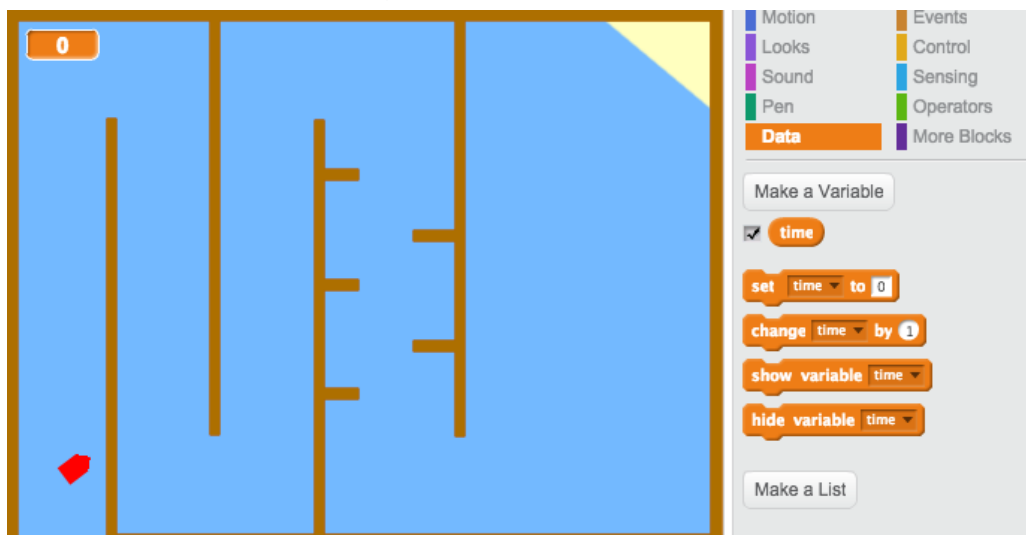 0
Motion Events
Looks Control
Sound Sensing
Pen Operators
Data More Blocks
Make a Variable
time
set time to 0
change time by 1
show variable time
hide variable time
Make a List